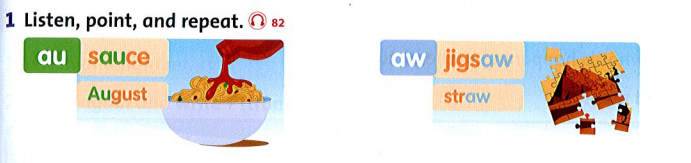 1 Listen, point, and repeat. 82
au sauce
August
aw jigsaw
straw